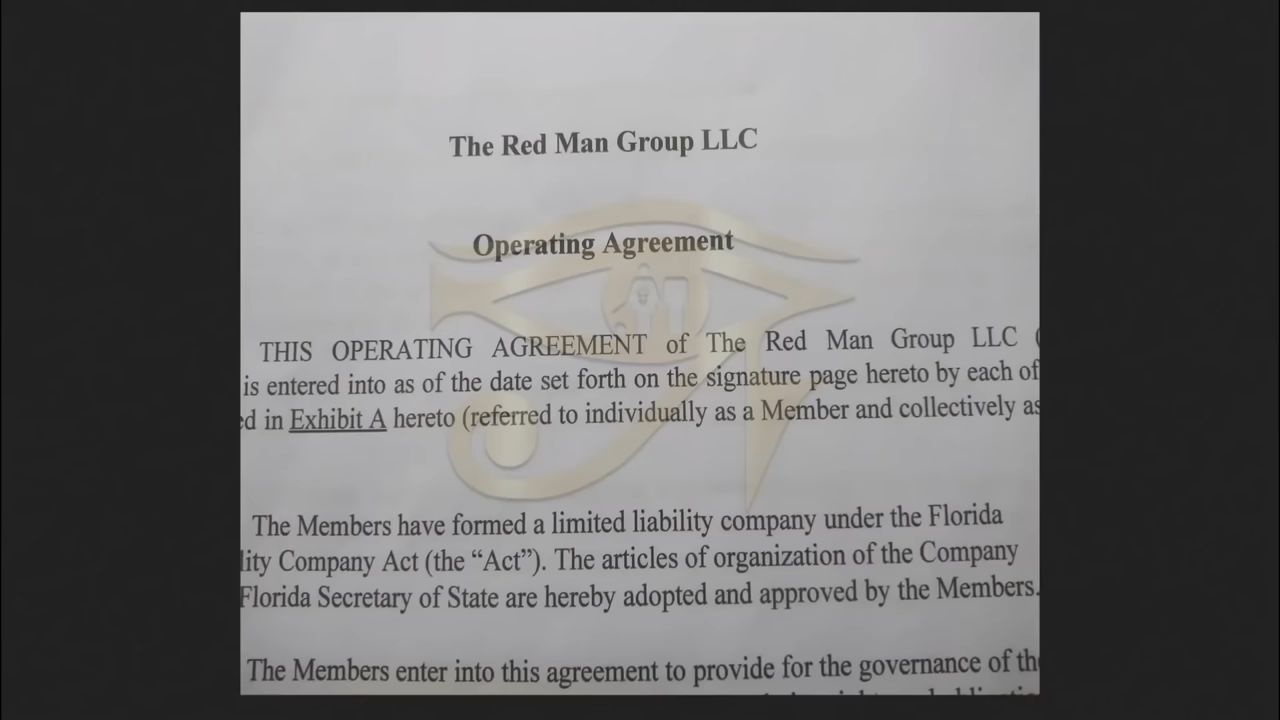 The Red Man Group LLC
Operating Agreement
THIS OPERATING AGREEMENT of The Red Man Group LLC (
is entered into as of the date set forth on the signature page hereto by each of
ed in Exhibit A hereto (referred to individually as a Member and collectively as
The Members have formed a limited liability company under the Florida
lity Company Act (the “Act”). The articles of organization of the Company
Florida Secretary of State are hereby adopted and approved by the Members.
The Members enter into this agreement to provide for the governance of the